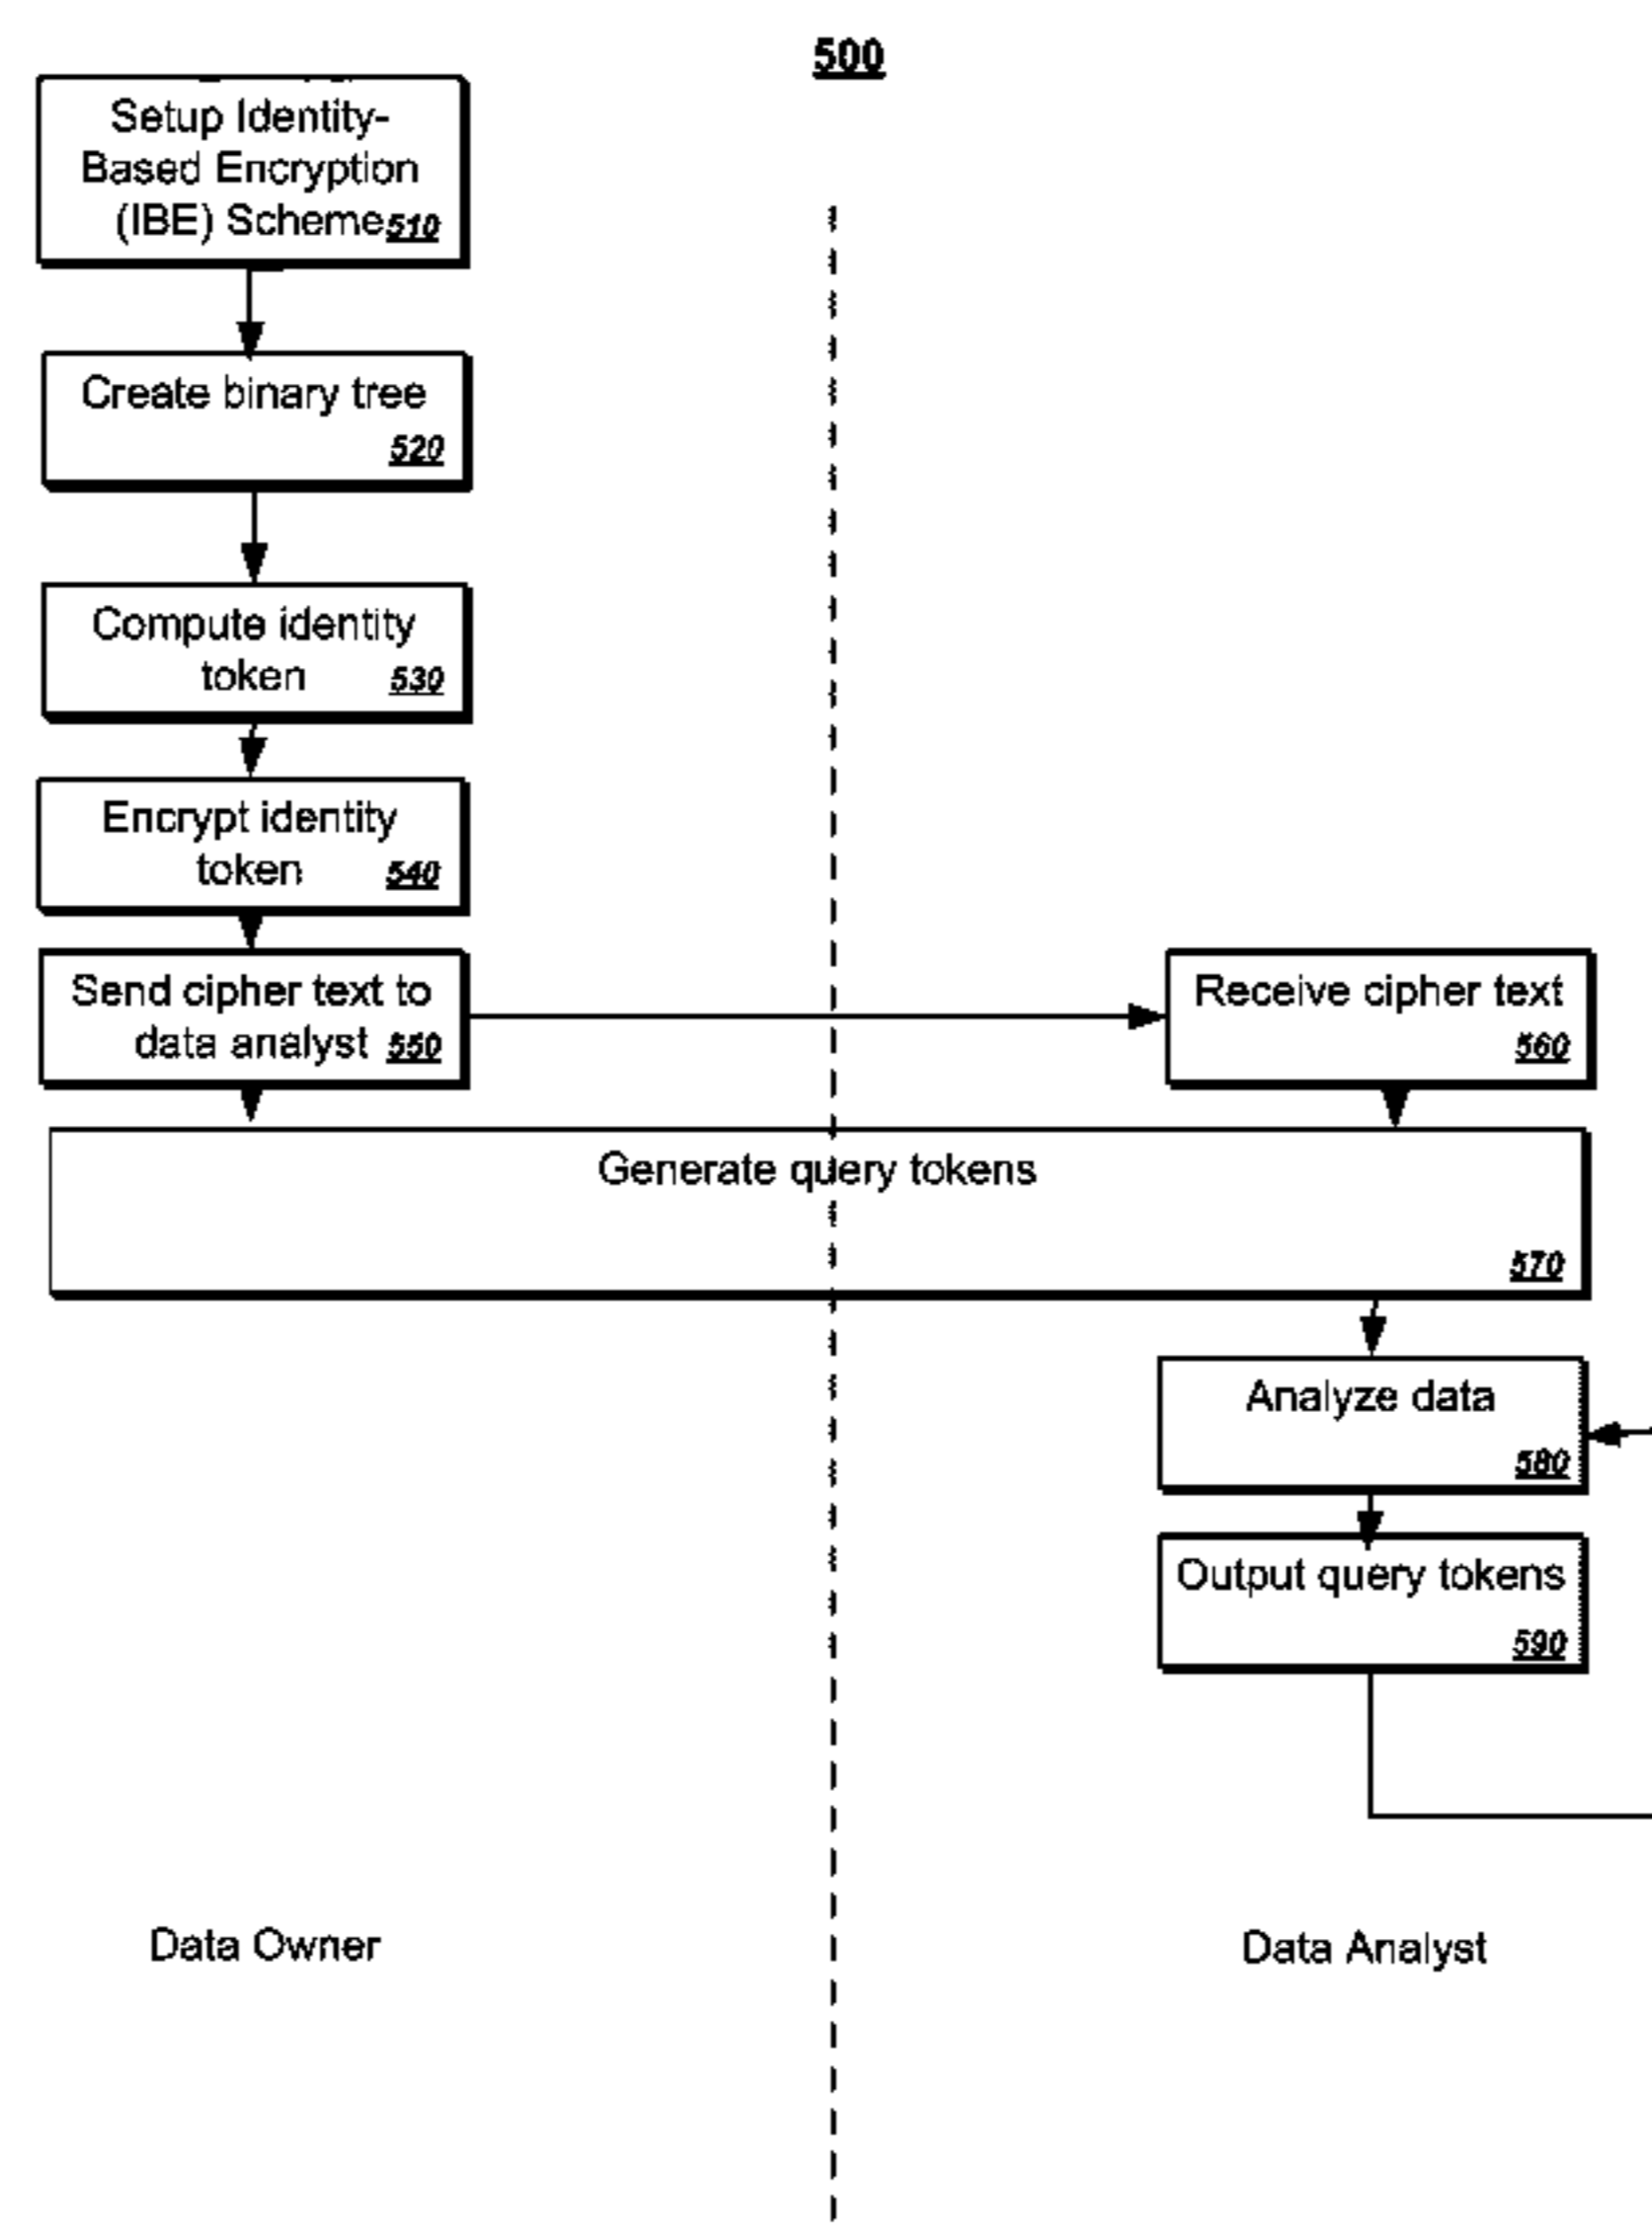 500
Setup Identity-
Based Encryption
(IBE) Scheme 510
Create binary tree
520
Compute identity
token 530
Encrypt identity
token 540
Send cipher text to
data analyst 550
Receive cipher text
560
Generate query tokens
570
Analyze data
580
Output query tokens
590
Data Owner
Data Analyst